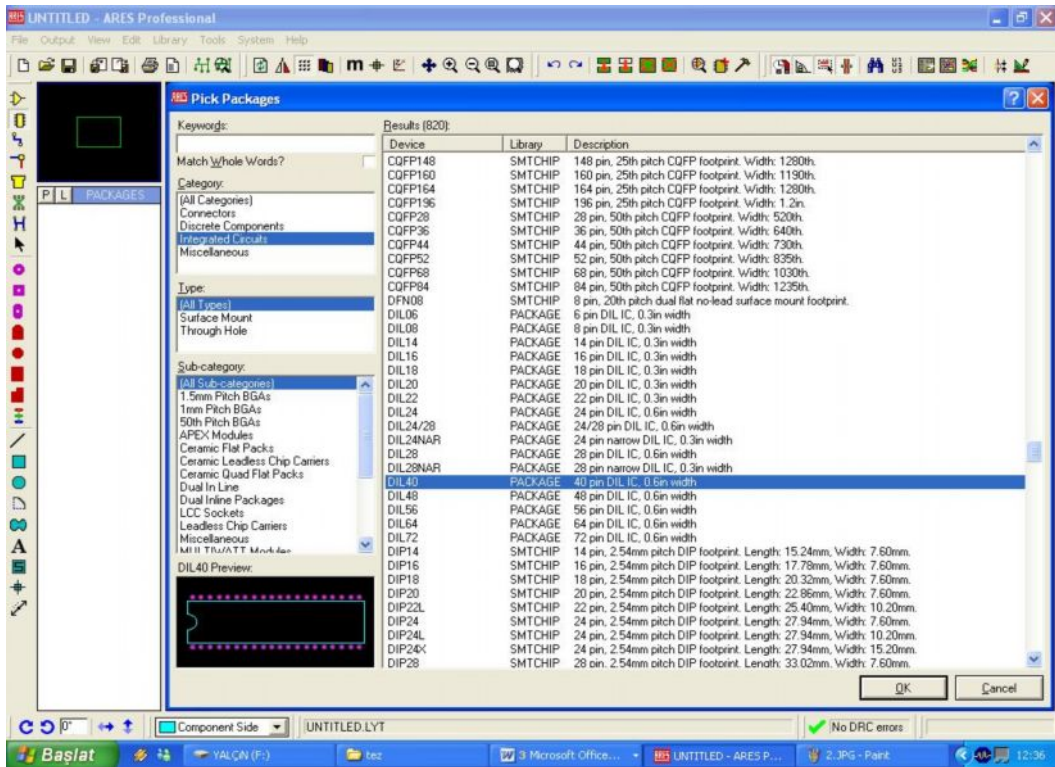 UNTITLED - ARES Professional
File Output View Edit Library Tools System Help
Pick Packages
Keywords:
Match Whole Words?
Category:
(All Categories)
Connectors
Discrete Components
Integrated Circuits
Miscellaneous
Type:
(All Types)
Surface Mount
Through Hole
Sub-category:
(All Sub-categories)
1.5mm Pitch BGAs
1mm Pitch BGAs
50th Pitch BGAs
APEX Modules
Ceramic Flat Packs
Ceramic Leadless Chip Carriers
Ceramic Quad Flat Packs
Dual In Line
Dual Inline Packages
LCC Sockets
Leadless Chip Carriers
Miscellaneous
MULTIWATT Modules
DIL40 Preview:
Results (820):
Device Library Description
CQFP148 SMTCHIP 148 pin, 25th pitch CQFP footprint. Width: 1280th.
CQFP160 SMTCHIP 160 pin, 25th pitch CQFP footprint. Width: 1190th.
CQFP164 SMTCHIP 164 pin, 25th pitch CQFP footprint. Width: 1280th.
CQFP196 SMTCHIP 196 pin, 25th pitch CQFP footprint. Width: 1.2in.
CQFP28 SMTCHIP 28 pin, 50th pitch CQFP footprint. Width: 520th.
CQFP36 SMTCHIP 36 pin, 50th pitch CQFP footprint. Width: 640th.
CQFP44 SMTCHIP 44 pin, 50th pitch CQFP footprint. Width: 730th.
CQFP52 SMTCHIP 52 pin, 50th pitch CQFP footprint. Width: 835th.
CQFP68 SMTCHIP 68 pin, 50th pitch CQFP footprint. Width: 1030th.
CQFP84 SMTCHIP 84 pin, 50th pitch CQFP footprint. Width: 1235th.
DFN08 SMTCHIP 8 pin, 20th pitch dual flat no-lead surface mount footprint.
DIL06 PACKAGE 6 pin DIL IC, 0.3in width
DIL08 PACKAGE 8 pin DIL IC, 0.3in width
DIL14 PACKAGE 14 pin DIL IC, 0.3in width
DIL16 PACKAGE 16 pin DIL IC, 0.3in width
DIL18 PACKAGE 18 pin DIL IC, 0.3in width
DIL20 PACKAGE 20 pin DIL IC, 0.3in width
DIL22 PACKAGE 22 pin DIL IC, 0.3in width
DIL24 PACKAGE 24 pin DIL IC, 0.6in width
DIL24/28 PACKAGE 24/28 pin DIL IC, 0.6in width
DIL24NAR PACKAGE 24 pin narrow DIL IC, 0.3in width
DIL28 PACKAGE 28 pin DIL IC, 0.6in width
DIL28NAR PACKAGE 28 pin narrow DIL IC, 0.3in width
DIL40 PACKAGE 40 pin DIL IC, 0.6in width
DIL48 PACKAGE 48 pin DIL IC, 0.6in width
DIL56 PACKAGE 56 pin DIL IC, 0.6in width
DIL64 PACKAGE 64 pin DIL IC, 0.6in width
DIL72 PACKAGE 72 pin DIL IC, 0.6in width
DIP14 SMTCHIP 14 pin, 2.54mm pitch DIP footprint. Length: 15.24mm, Width: 7.60mm.
DIP16 SMTCHIP 16 pin, 2.54mm pitch DIP footprint. Length: 17.78mm, Width: 7.60mm.
DIP18 SMTCHIP 18 pin, 2.54mm pitch DIP footprint. Length: 20.32mm, Width: 7.60mm.
DIP20 SMTCHIP 20 pin, 2.54mm pitch DIP footprint. Length: 22.86mm, Width: 7.60mm.
DIP22L SMTCHIP 22 pin, 2.54mm pitch DIP footprint. Length: 25.40mm, Width: 10.20mm.
DIP24 SMTCHIP 24 pin, 2.54mm pitch DIP footprint. Length: 27.94mm, Width: 7.60mm.
DIP24L SMTCHIP 24 pin, 2.54mm pitch DIP footprint. Length: 27.94mm, Width: 10.20mm.
DIP24X SMTCHIP 24 pin, 2.54mm pitch DIP footprint. Length: 27.94mm, Width: 15.20mm.
DIP28 SMTCHIP 28 pin, 2.54mm pitch DIP footprint. Length: 33.02mm, Width: 7.60mm.
OK Cancel
P L PACKAGES
0° Component Side UNTITLED.LYT No DRC errors
Başlat YALÇıN (F:) tez 3 Microsoft Office... UNTITLED - ARES P... 2.JPG - Paint 12:36